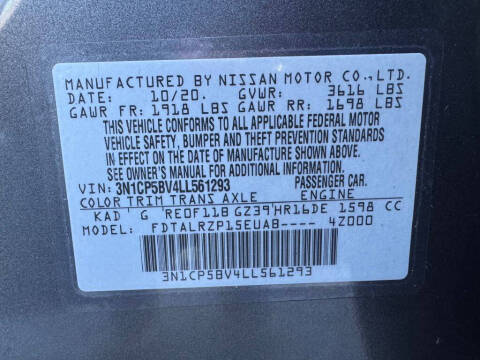 MANUFACTURED BY NISSAN MOTOR CO.,LTD.
DATE: 10/20. GVWR: 3616 LBS
GAWR FR: 1918 LBS GAWR RR: 1698 LBS
THIS VEHICLE CONFORMS TO ALL APPLICABLE FEDERAL MOTOR
VEHICLE SAFETY, BUMPER AND THEFT PREVENTION STANDARDS
IN EFFECT ON THE DATE OF MANUFACTURE SHOWN ABOVE.
SEE OWNER'S MANUAL FOR ADDITIONAL INFORMATION.
VIN: 3N1CP5BV4LL561293 PASSENGER CAR.
COLOR TRIM TRANS AXLE ENGINE
KAD G RE0F11B GZ39 HR16DE 1598 CC
MODEL: FDTALRZP15EUAB---- 4Z000
3N1CP5BV4LL561293